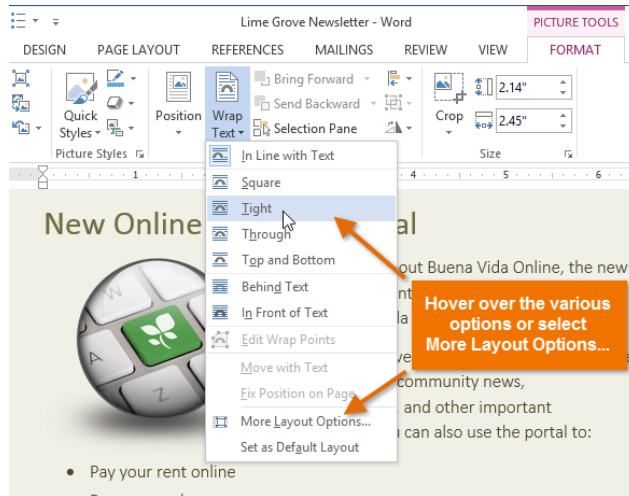 Lime Grove Newsletter - Word
PICTURE TOOLS
DESIGN PAGE LAYOUT REFERENCES MAILINGS REVIEW VIEW FORMAT
Quick Styles
Position
Wrap Text
Bring Forward
Send Backward
Selection Pane
Crop
2.14"
2.45"
Picture Styles
Size
1 4 5 6
In Line with Text
Square
Tight
Through
Top and Bottom
Behind Text
In Front of Text
Edit Wrap Points
Move with Text
Fix Position on Page
More Layout Options...
Set as Default Layout
Hover over the various
options or select
More Layout Options...
New Online
al
out Buena Vida Online, the new
community news,
, and other important
can also use the portal to:
W
A
Z
• Pay your rent online